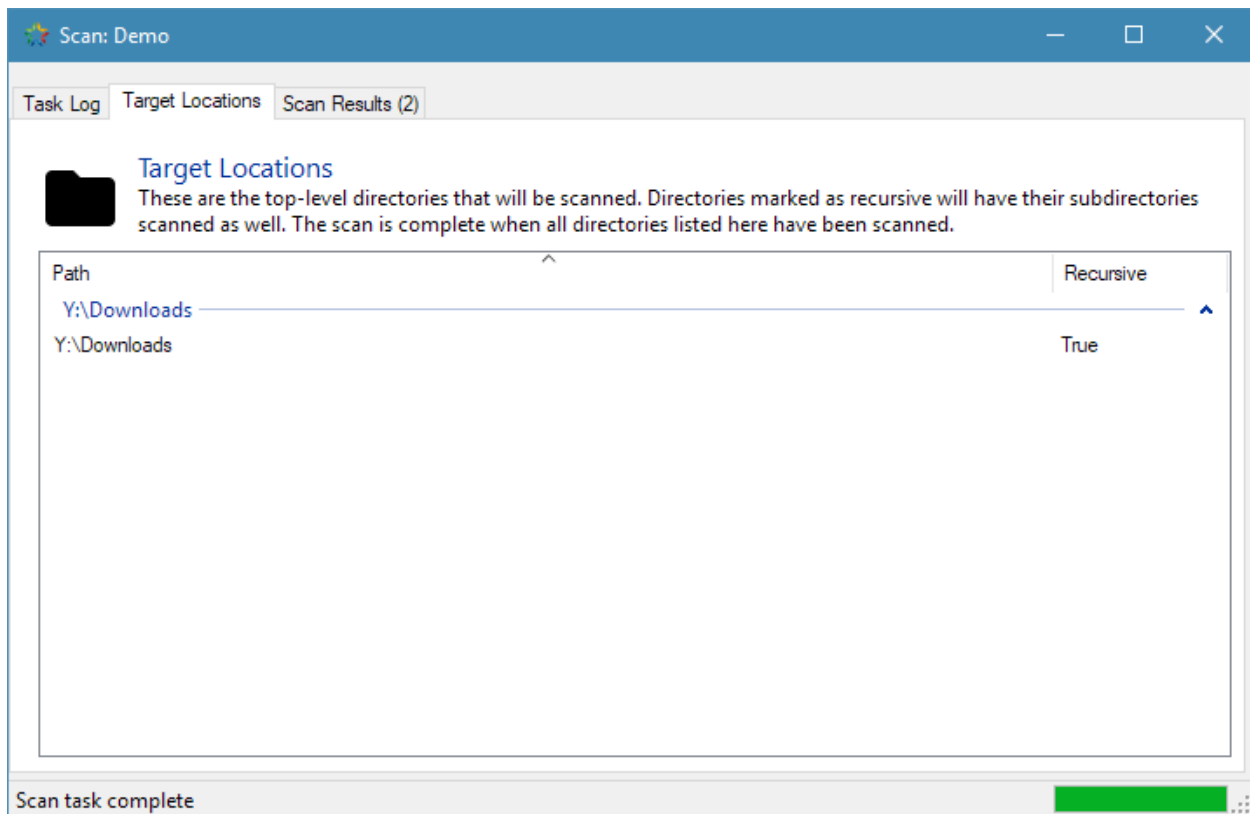 Scan: Demo
Task Log Target Locations Scan Results (2)
Target Locations
These are the top-level directories that will be scanned. Directories marked as recursive will have their subdirectories
scanned as well. The scan is complete when all directories listed here have been scanned.
Path Recursive
Y:\Downloads
Y:\Downloads True
Scan task complete